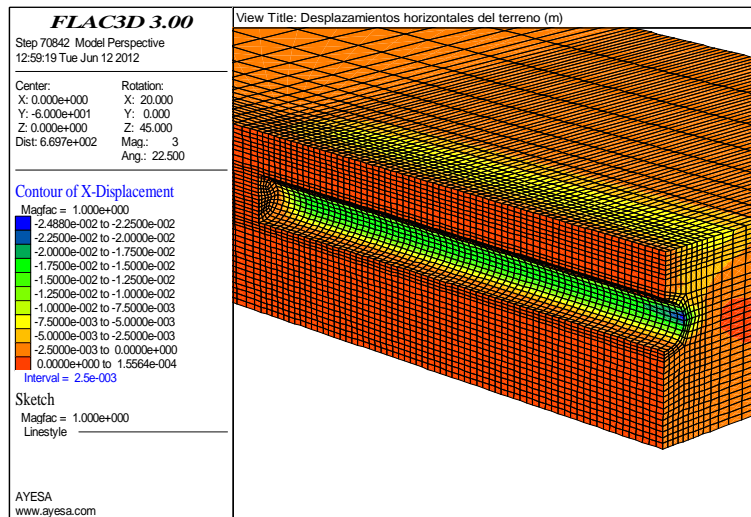 FLAC3D 3.00
Step 70842 Model Perspective
12:59:19 Tue Jun 12 2012
Center:
X: 0.000e+000
Y: -6.000e+001
Z: 0.000e+000
Dist: 6.697e+002
Rotation:
X: 20.000
Y: 0.000
Z: 45.000
Mag.: 3
Ang.: 22.500
Contour of X-Displacement
Magfac = 1.000e+000
-2.4880e-002 to -2.2500e-002
-2.2500e-002 to -2.0000e-002
-2.0000e-002 to -1.7500e-002
-1.7500e-002 to -1.5000e-002
-1.5000e-002 to -1.2500e-002
-1.2500e-002 to -1.0000e-002
-1.0000e-002 to -7.5000e-003
-7.5000e-003 to -5.0000e-003
-5.0000e-003 to -2.5000e-003
-2.5000e-003 to 0.0000e+000
0.0000e+000 to 1.5564e-004
Interval = 2.5e-003
Sketch
Magfac = 1.000e+000
Linestyle
AYESA
www.ayesa.com
View Title: Desplazamientos horizontales del terreno (m)